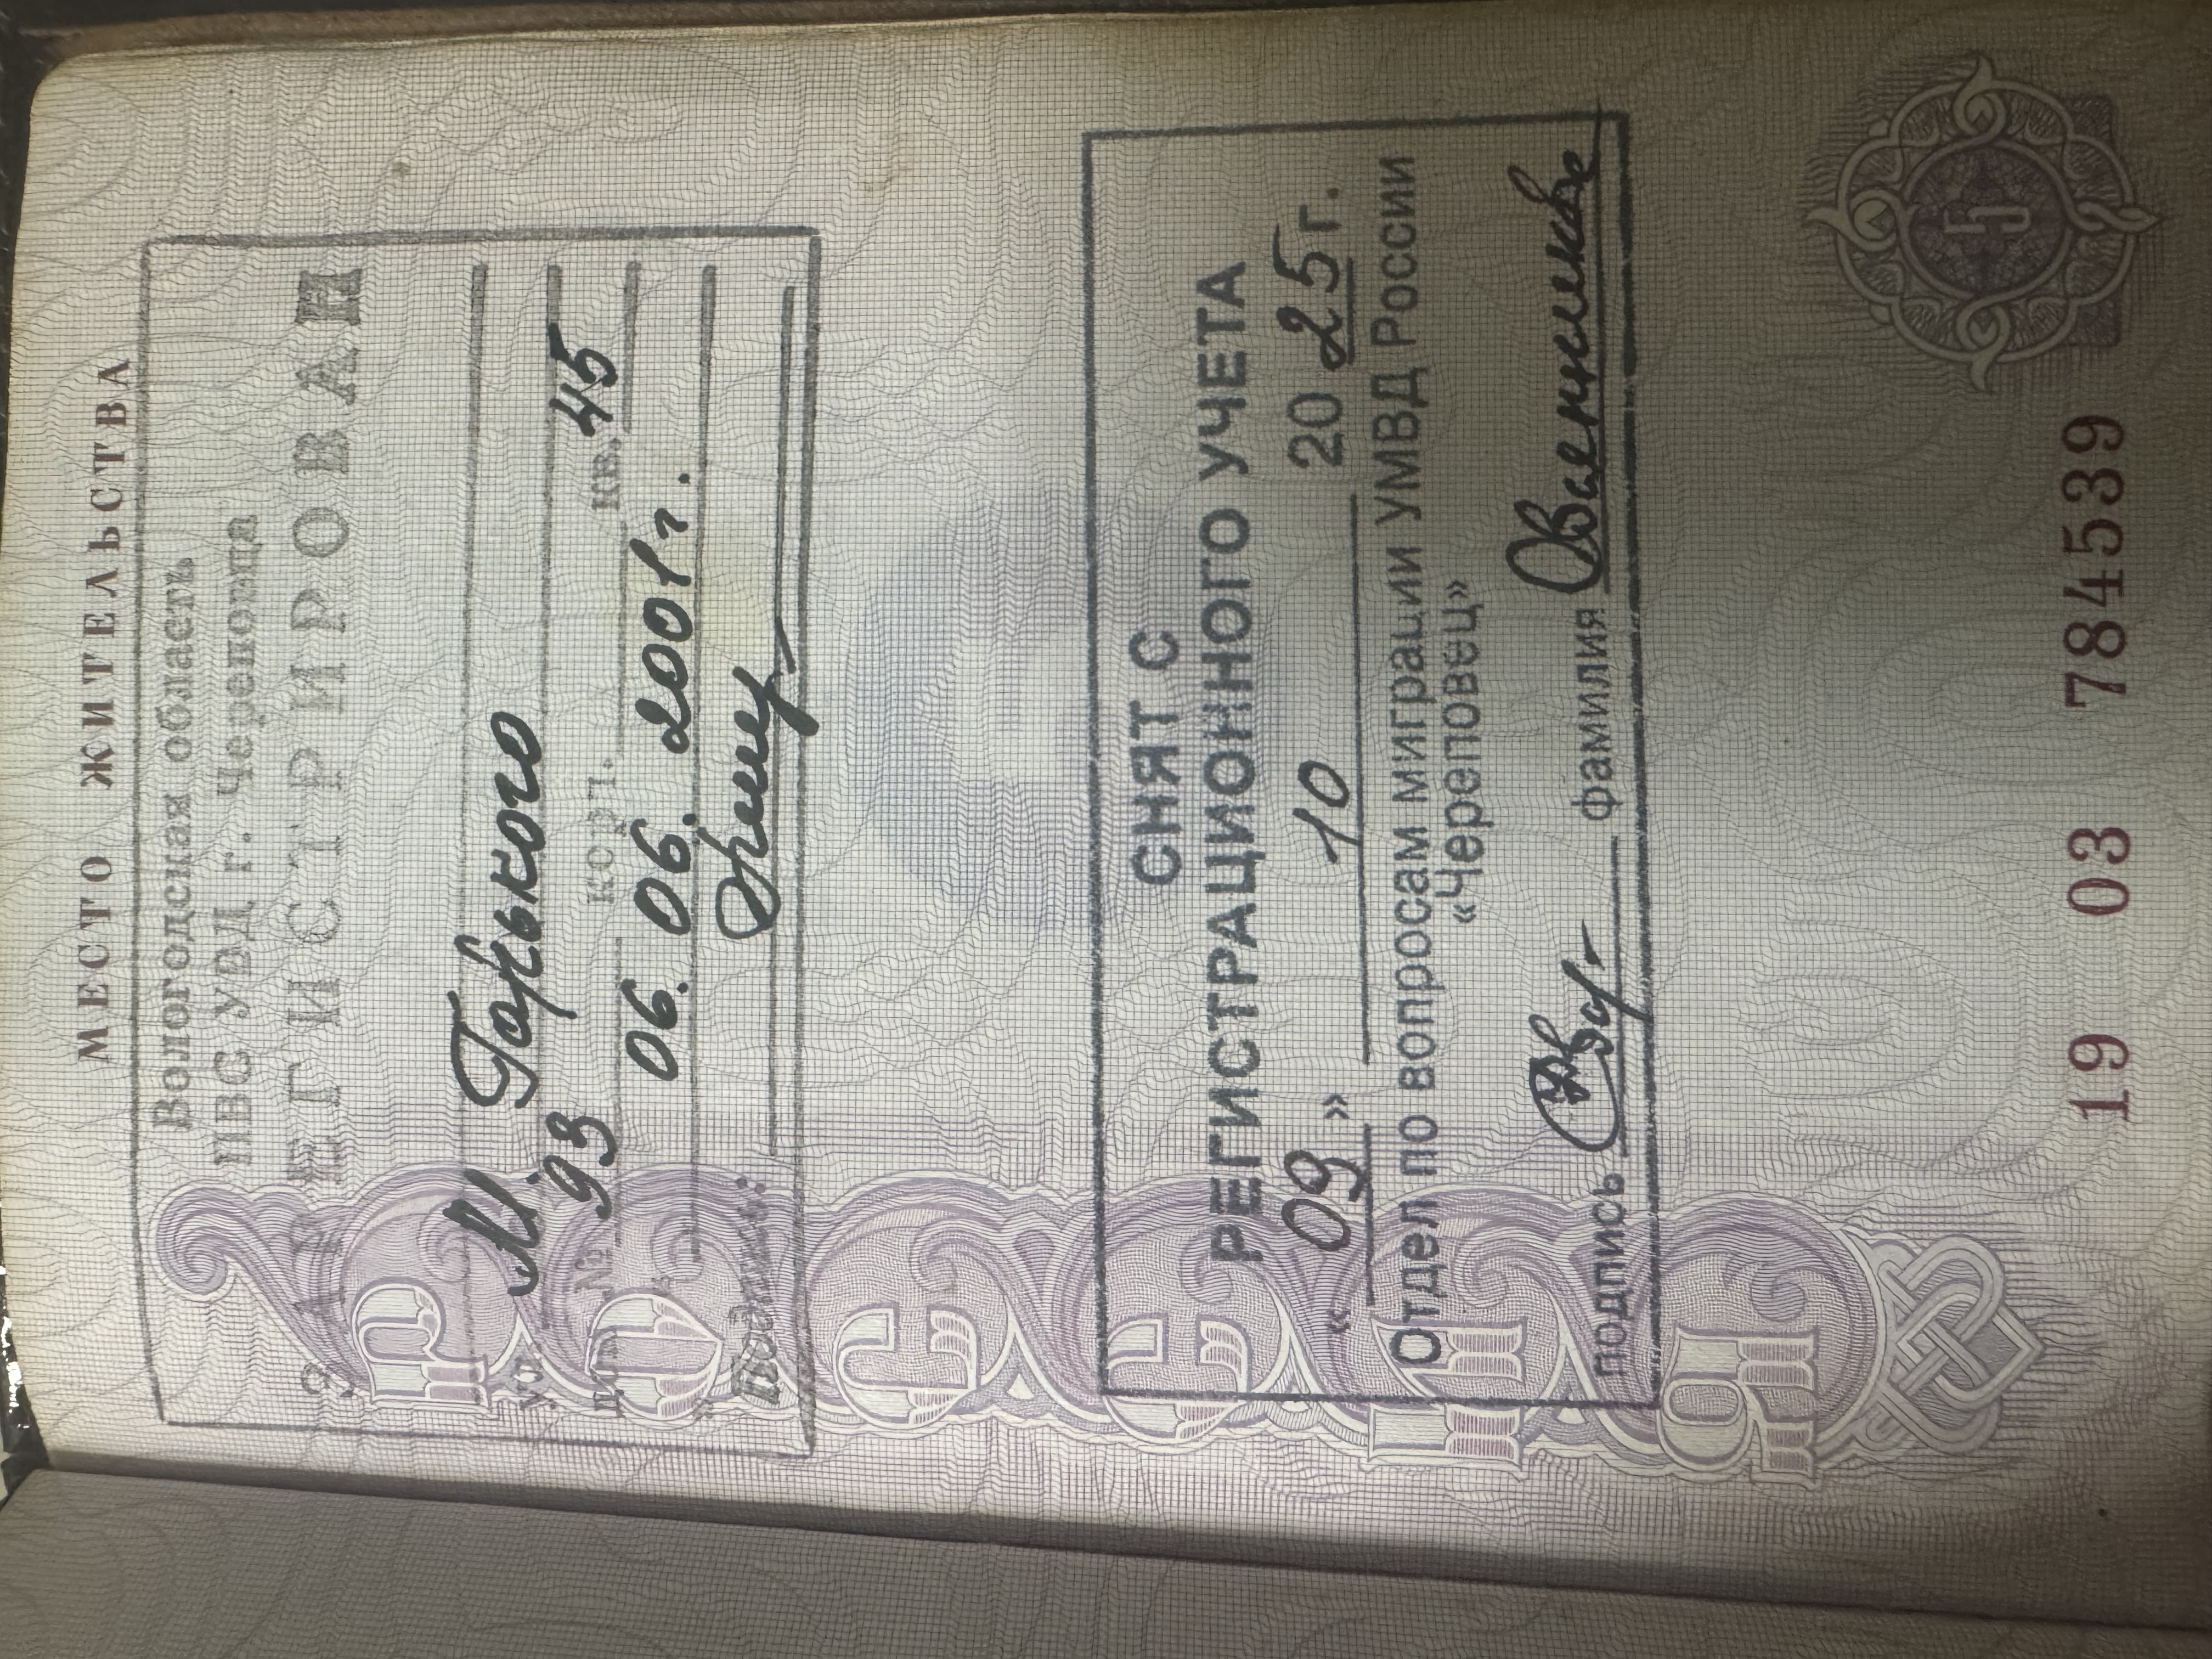 МЕСТО ЖИТЕЛЬСТВА
Вологодская область
ПВС УВД г. Череповца
ЗАРЕГИСТРИРОВАН
ул. М. Горького
дом № 93 корп. кв. 45
06. 06. 2001 г.
Подпись:
СНЯТ С
РЕГИСТРАЦИОННОГО УЧЕТА
« 09 » 10 20 25 г.
Отдел по вопросам миграции УМВД России
«Череповец»
подпись фамилия
19 03 784539
5